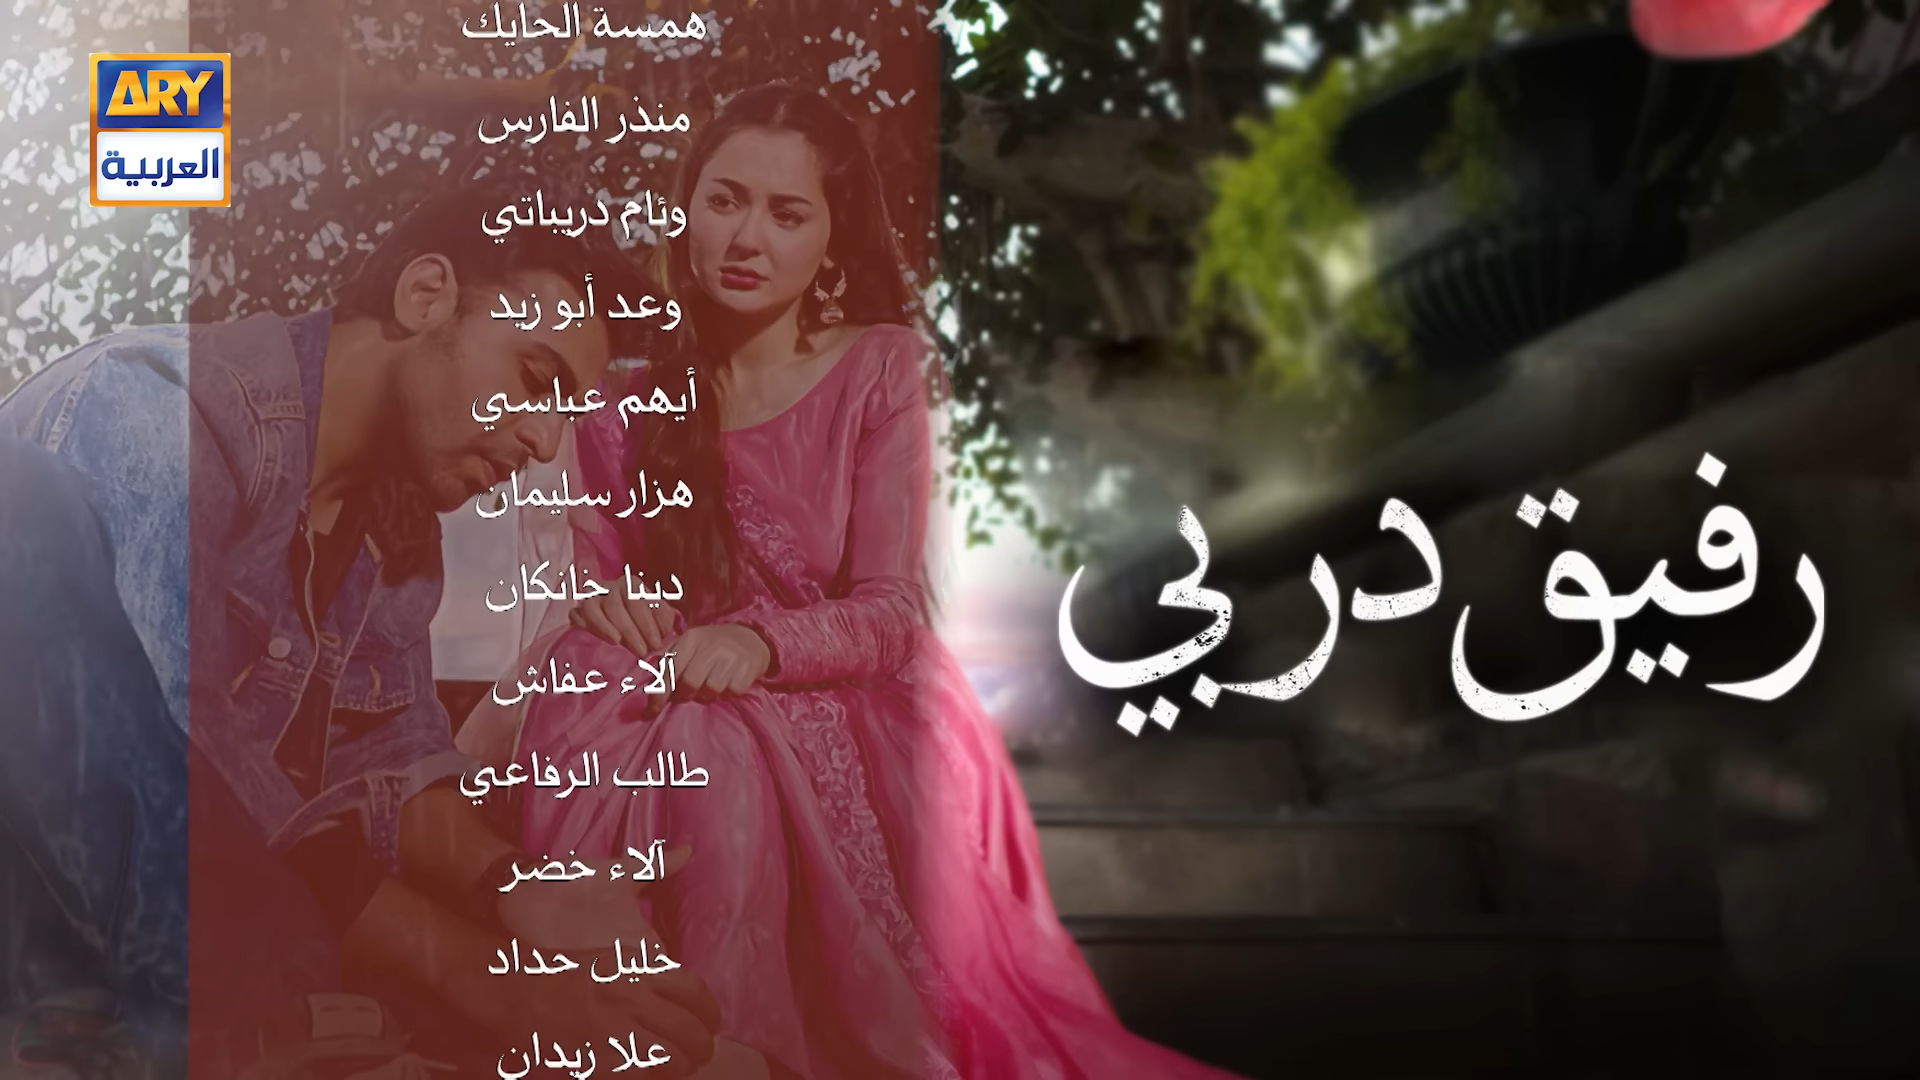 ARY
العربية
همسة الحايك
منذر الفارس
وئام دريباتي
وعد أبو زيد
أيهم عباسي
هزار سليمان
دينا خانكان
آلاء عفاش
طالب الرفاعي
آلاء خضر
خليل حداد
علا زيدان
رفيق دربي